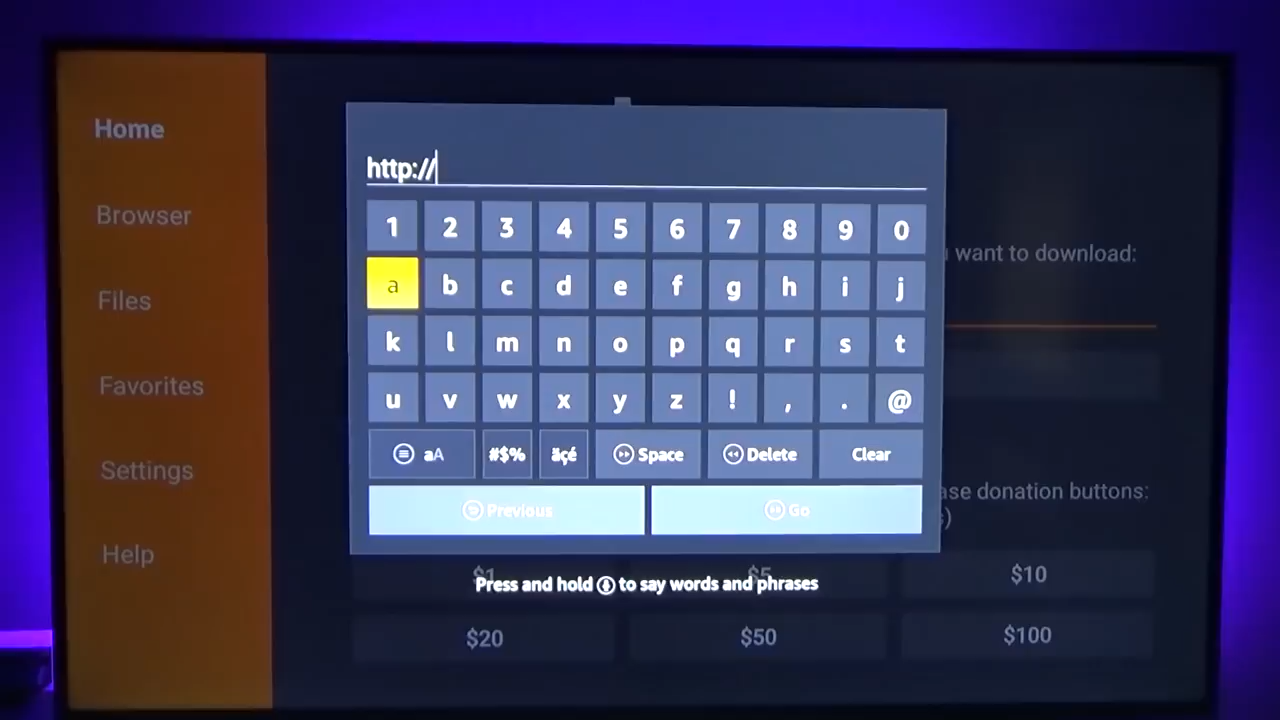 Home
Browser
Files
Favorites
Settings
Help
want to download:
http://
1 2 3 4 5 6 7 8 9 0
a b c d e f g h i j
k l m n o p q r s t
u v w x y z ! , . @
aA #$% äçé Space Delete Clear
Previous Go
ase donation buttons:
)
Press and hold to say words and phrases
$1 $5 $10
$20 $50 $100